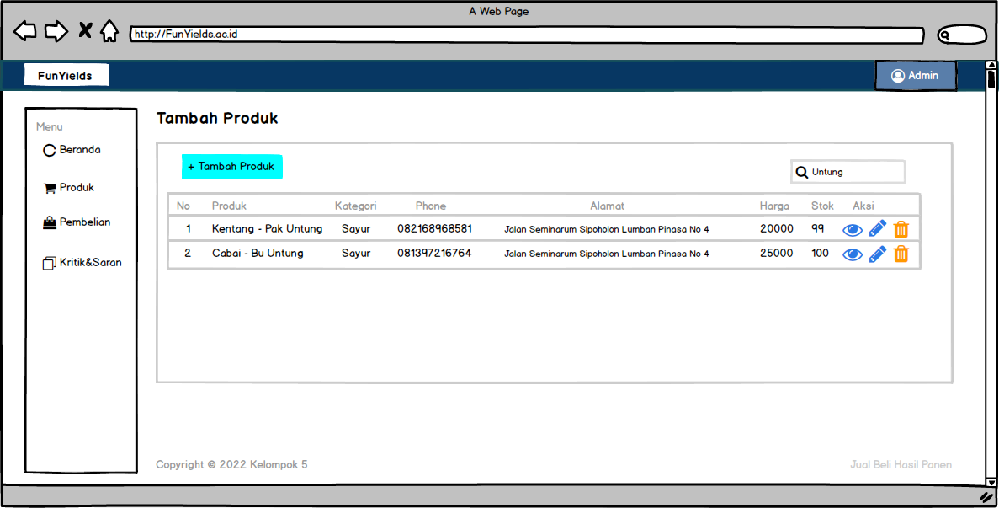 A Web Page
http://FunYields.ac.id
FunYields
Admin
Menu
Beranda
Produk
Pembelian
Kritik&Saran
Tambah Produk
+ Tambah Produk
Untung
No Produk Kategori Phone Alamat Harga Stok Aksi
1 Kentang - Pak Untung Sayur 082168968581 Jalan Seminarum Sipoholon Lumban Pinasa No 4 20000 99
2 Cabai - Bu Untung Sayur 081397216764 Jalan Seminarum Sipoholon Lumban Pinasa No 4 25000 100
Copyright © 2022 Kelompok 5
Jual Beli Hasil Panen